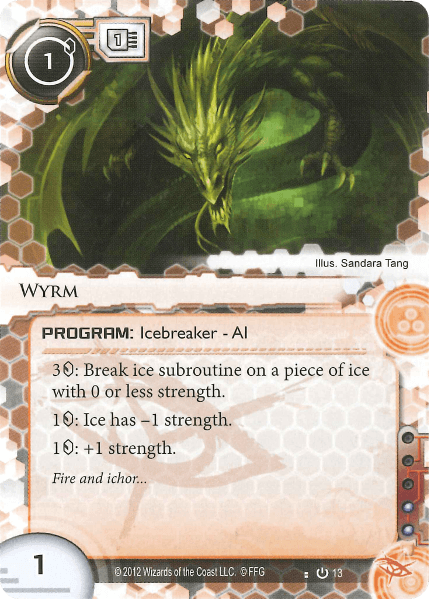 1
1
Illus. Sandara Tang
Wyrm
PROGRAM: Icebreaker - AI
3: Break ice subroutine on a piece of ice
with 0 or less strength.
1: Ice has –1 strength.
1: +1 strength.
Fire and ichor...
1
© 2012 Wizards of the Coast LLC. © FFG
13